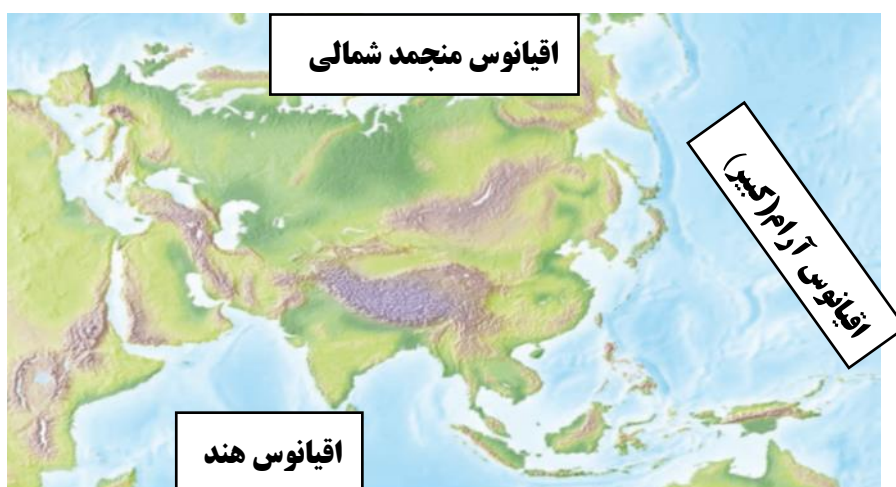 اقیانوس منجمد شمالی
اقیانوس آرام(کبیر)
اقیانوس هند